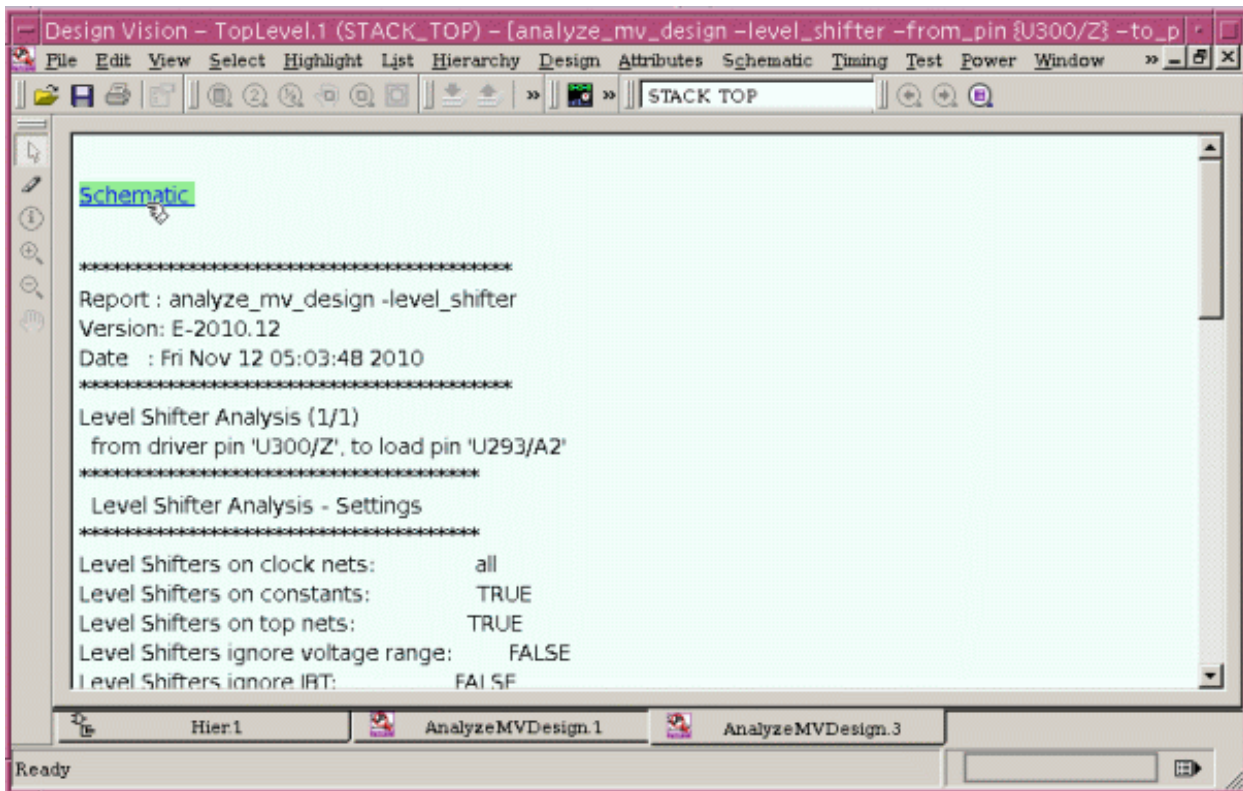 Design Vision – TopLevel.1 (STACK_TOP) – [analyze_mv_design –level_shifter –from_pin {U300/Z} –to_p
File Edit View Select Highlight List Hierarchy Design Attributes Schematic Timing Test Power Window »
» » STACK TOP
Schematic
****************************************
Report : analyze_mv_design -level_shifter
Version: E-2010.12
Date : Fri Nov 12 05:03:48 2010
****************************************
Level Shifter Analysis (1/1)
from driver pin 'U300/Z', to load pin 'U293/A2'
*************************************
Level Shifter Analysis - Settings
*************************************
Level Shifters on clock nets: all
Level Shifters on constants: TRUE
Level Shifters on top nets: TRUE
Level Shifters ignore voltage range: FALSE
Level Shifters ignore IRT: FALSE
Hier.1 AnalyzeMVDesign.1 AnalyzeMVDesign.3
Ready